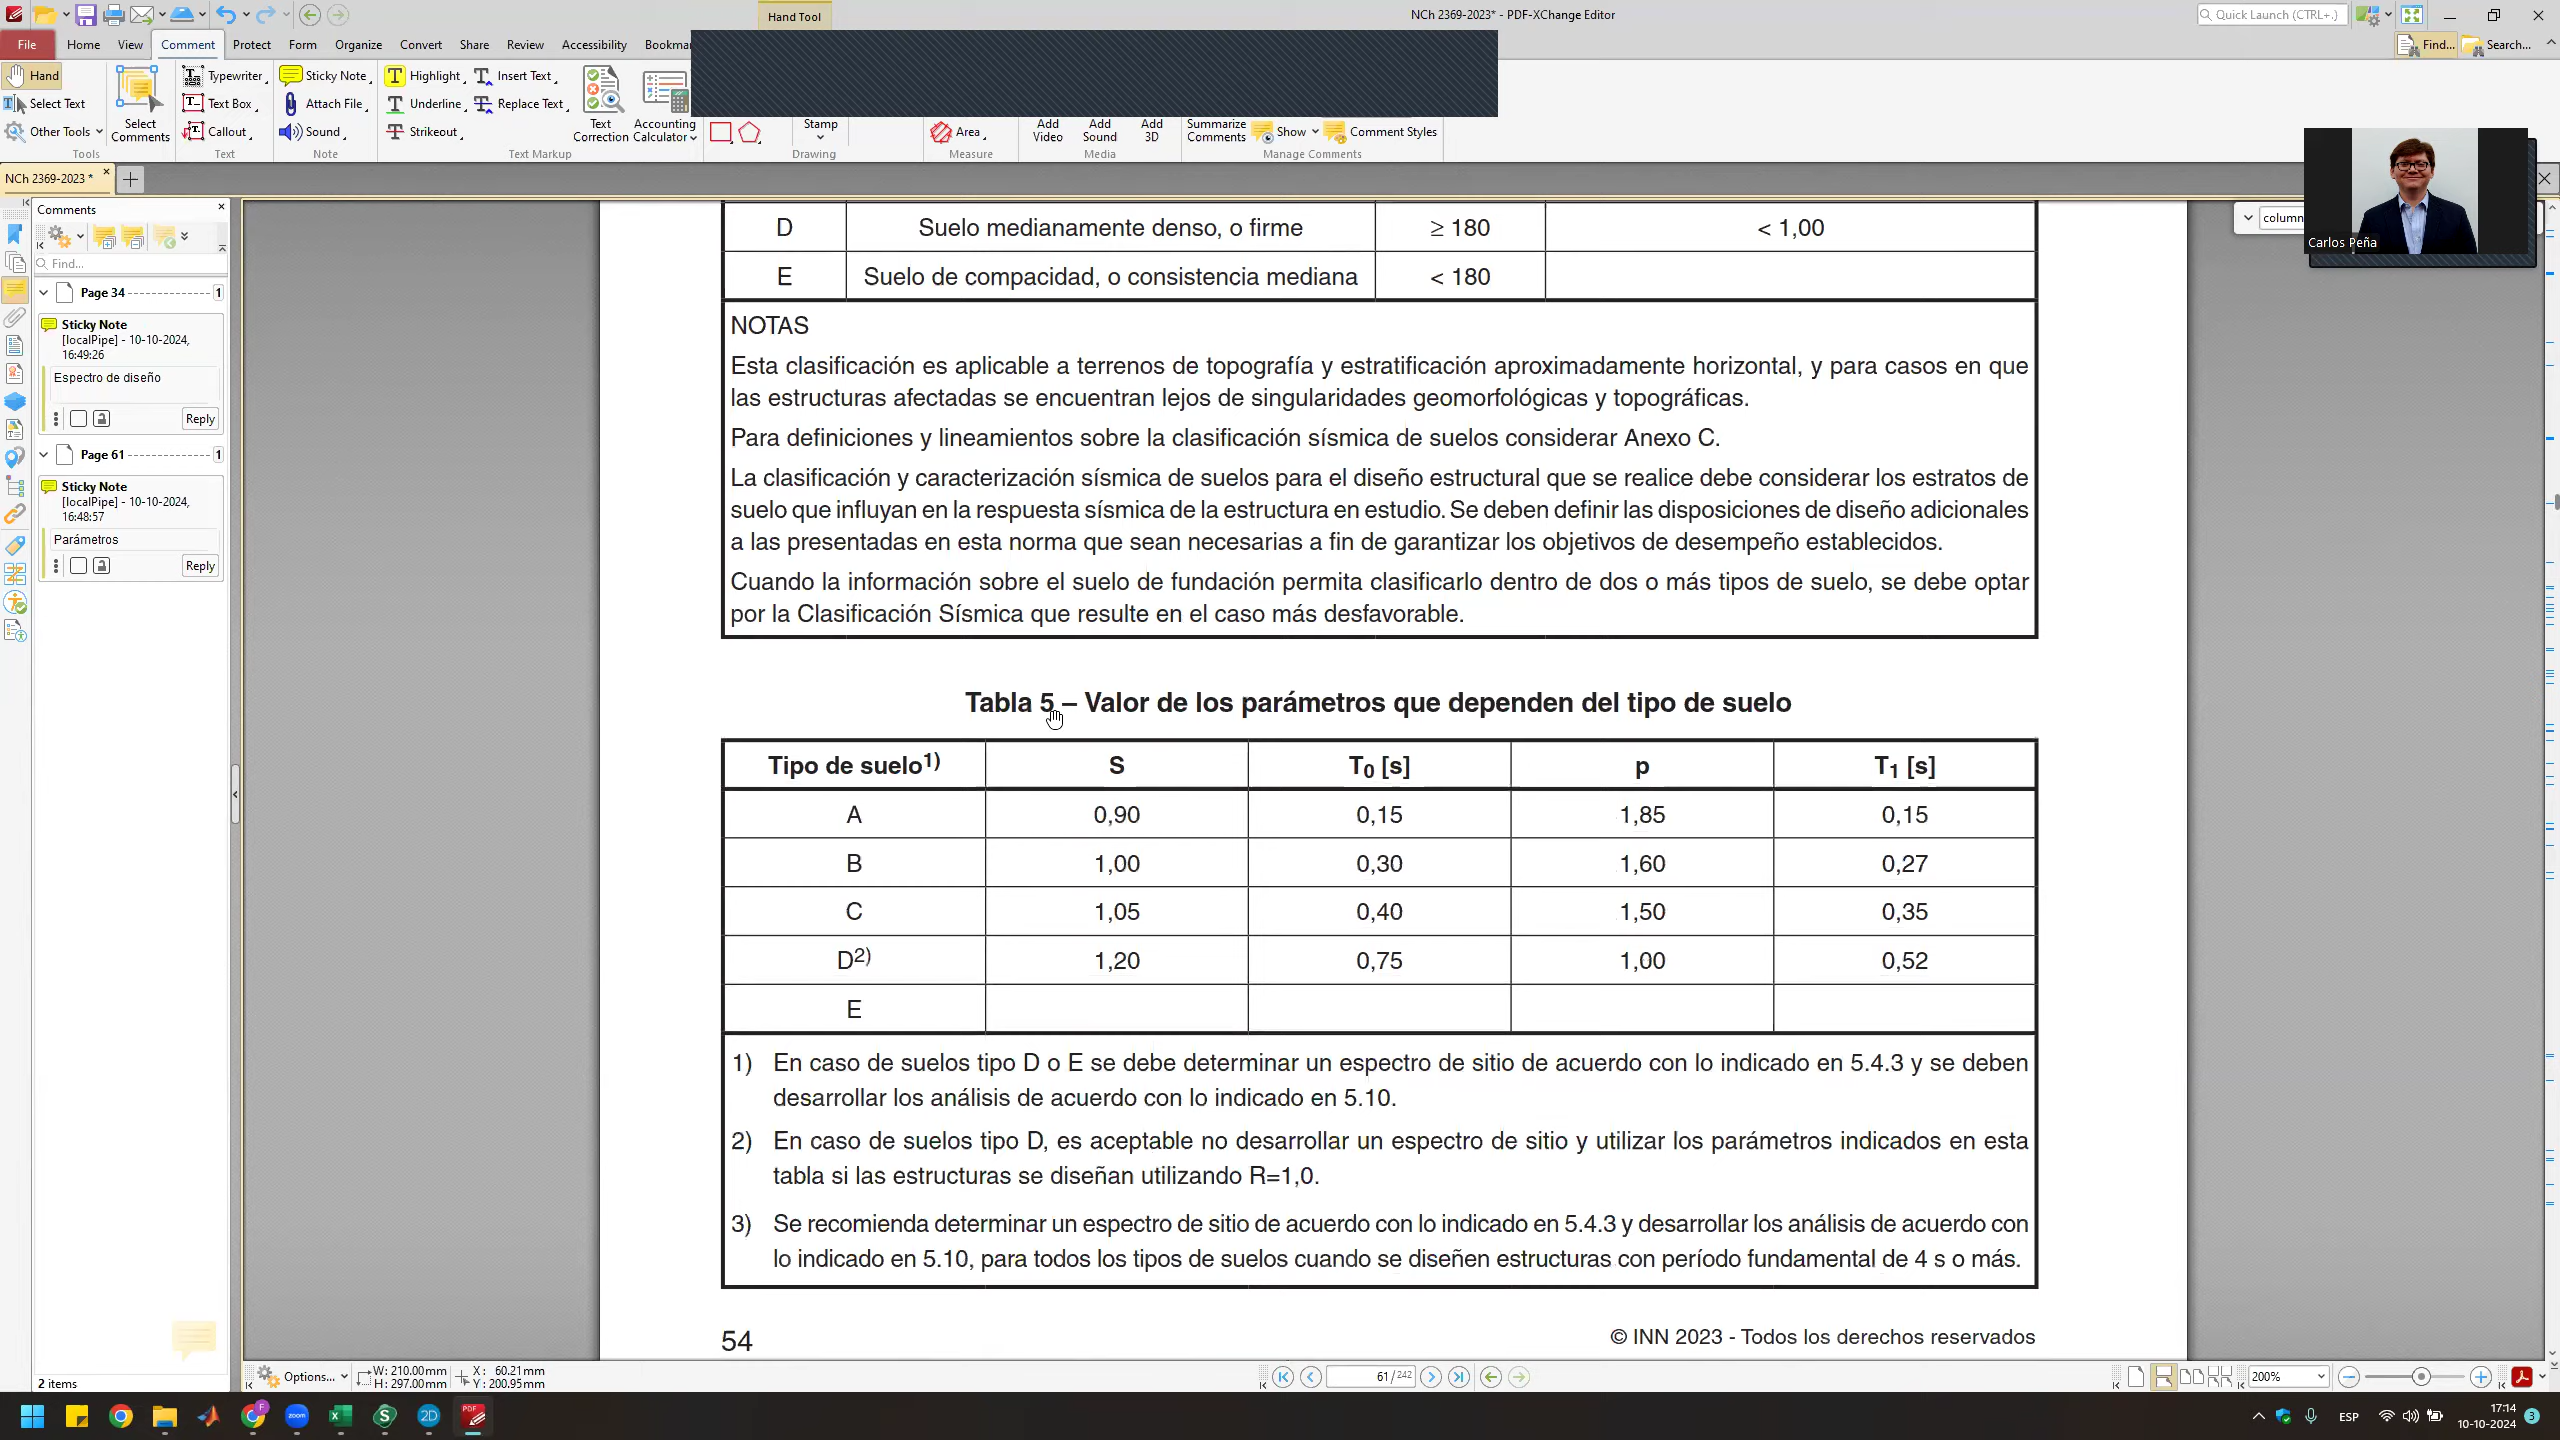 Hand Tool
NCh 2369-2023* - PDF-XChange Editor
Quick Launch (CTRL+.)
File Home View Comment Protect Form Organize Convert Share Review Accessibility Bookmar
Find... Search...
Hand
Select Text
Other Tools
Tools
Select Comments
Typewriter
Text Box
Callout
Text
Sticky Note
Attach File
Sound
Note
Highlight
Underline
Strikeout
Insert Text
Replace Text
Text Markup
Text Correction
Accounting Calculator
Stamp
Drawing
Area
Measure
Add Video
Add Sound
Add 3D
Media
Summarize Comments
Show
Comment Styles
Manage Comments
Carlos Peña
NCh 2369-2023 *
column
Comments
Find...
Page 34 1
Sticky Note
[localPipe] - 10-10-2024,
16:49:26
Espectro de diseño
Reply
Page 61 1
Sticky Note
[localPipe] - 10-10-2024,
16:48:57
Parámetros
Reply
2 items
D Suelo medianamente denso, o firme ≥ 180 < 1,00
E Suelo de compacidad, o consistencia mediana < 180
NOTAS
Esta clasificación es aplicable a terrenos de topografía y estratificación aproximadamente horizontal, y para casos en que
las estructuras afectadas se encuentran lejos de singularidades geomorfológicas y topográficas.
Para definiciones y lineamientos sobre la clasificación sísmica de suelos considerar Anexo C.
La clasificación y caracterización sísmica de suelos para el diseño estructural que se realice debe considerar los estratos de
suelo que influyan en la respuesta sísmica de la estructura en estudio. Se deben definir las disposiciones de diseño adicionales
a las presentadas en esta norma que sean necesarias a fin de garantizar los objetivos de desempeño establecidos.
Cuando la información sobre el suelo de fundación permita clasificarlo dentro de dos o más tipos de suelo, se debe optar
por la Clasificación Sísmica que resulte en el caso más desfavorable.
Tabla 5 – Valor de los parámetros que dependen del tipo de suelo
Tipo de suelo1) S T0 [s] p T1 [s]
A 0,90 0,15 1,85 0,15
B 1,00 0,30 1,60 0,27
C 1,05 0,40 1,50 0,35
D2) 1,20 0,75 1,00 0,52
E
1) En caso de suelos tipo D o E se debe determinar un espectro de sitio de acuerdo con lo indicado en 5.4.3 y se deben
desarrollar los análisis de acuerdo con lo indicado en 5.10.
2) En caso de suelos tipo D, es aceptable no desarrollar un espectro de sitio y utilizar los parámetros indicados en esta
tabla si las estructuras se diseñan utilizando R=1,0.
3) Se recomienda determinar un espectro de sitio de acuerdo con lo indicado en 5.4.3 y desarrollar los análisis de acuerdo con
lo indicado en 5.10, para todos los tipos de suelos cuando se diseñen estructuras con período fundamental de 4 s o más.
54
© INN 2023 - Todos los derechos reservados
Options...
W: 210.00mm
H: 297.00mm
X: 60.21mm
Y: 200.95mm
61 / 242
200%
zoom
2D
PDF
ESP
17:14
10-10-2024
3